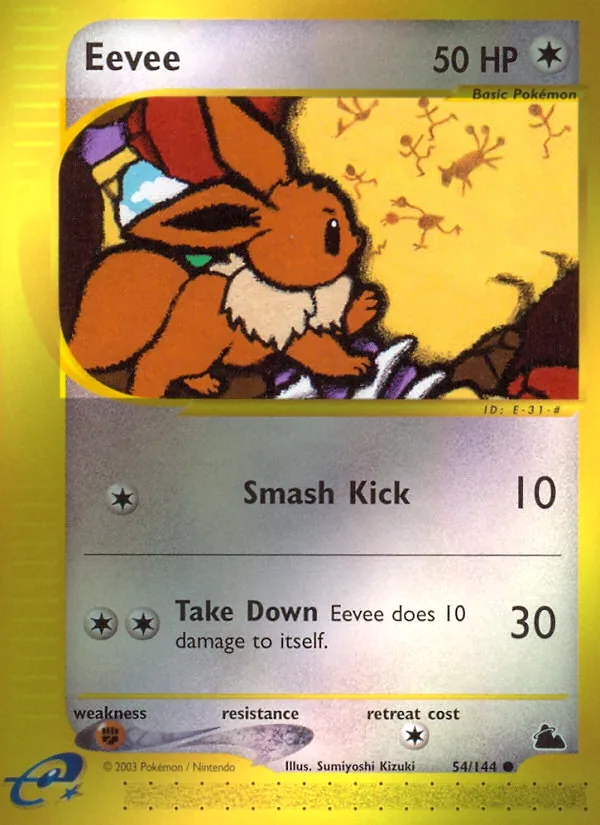 Eevee 50 HP
Basic Pokémon
ID: E-31-#
Smash Kick 10
Take Down Eevee does 10 30
damage to itself.
weakness resistance retreat cost
© 2003 Pokémon / Nintendo Illus. Sumiyoshi Kizuki 54/144
e